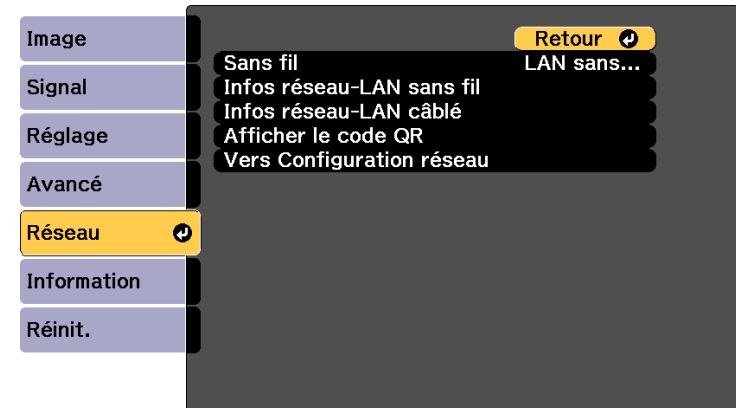 Image
Signal
Réglage
Avancé
Réseau
Information
Réinit.
Retour
Sans fil LAN sans...
Infos réseau-LAN sans fil
Infos réseau-LAN câblé
Afficher le code QR
Vers Configuration réseau